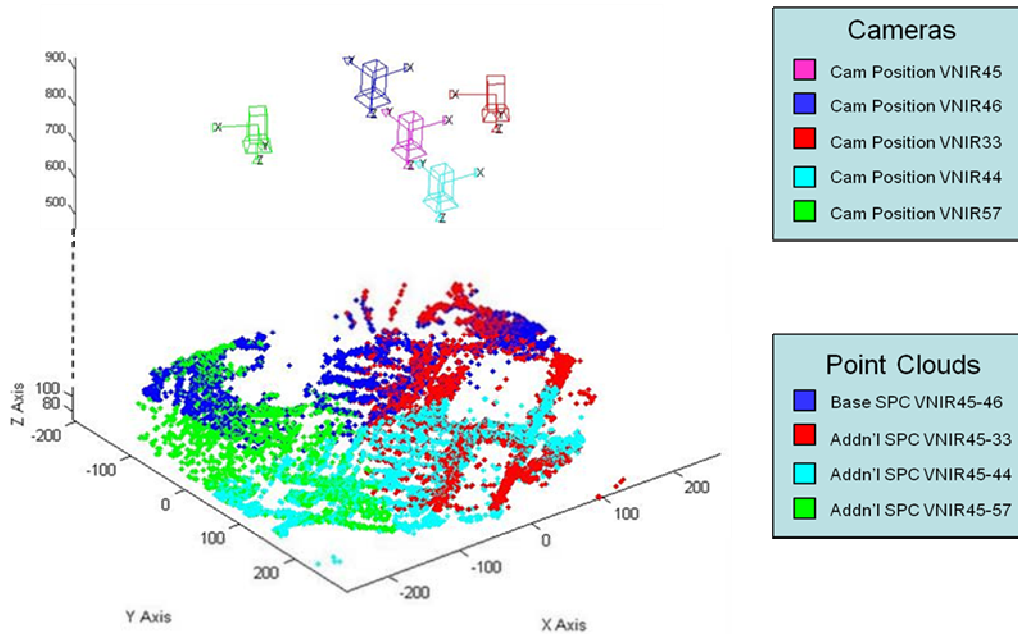 900
800
700
600
500
Y
X
Z
Y
X
Z
X
Y
Z
X
Y
Z
Y
X
Z
Z Axis
100
80
-200
-100
0
100
200
Y Axis
-200
-100
0
100
200
X Axis
Cameras
Cam Position VNIR45
Cam Position VNIR46
Cam Position VNIR33
Cam Position VNIR44
Cam Position VNIR57
Point Clouds
Base SPC VNIR45-46
Addn'l SPC VNIR45-33
Addn'l SPC VNIR45-44
Addn'l SPC VNIR45-57